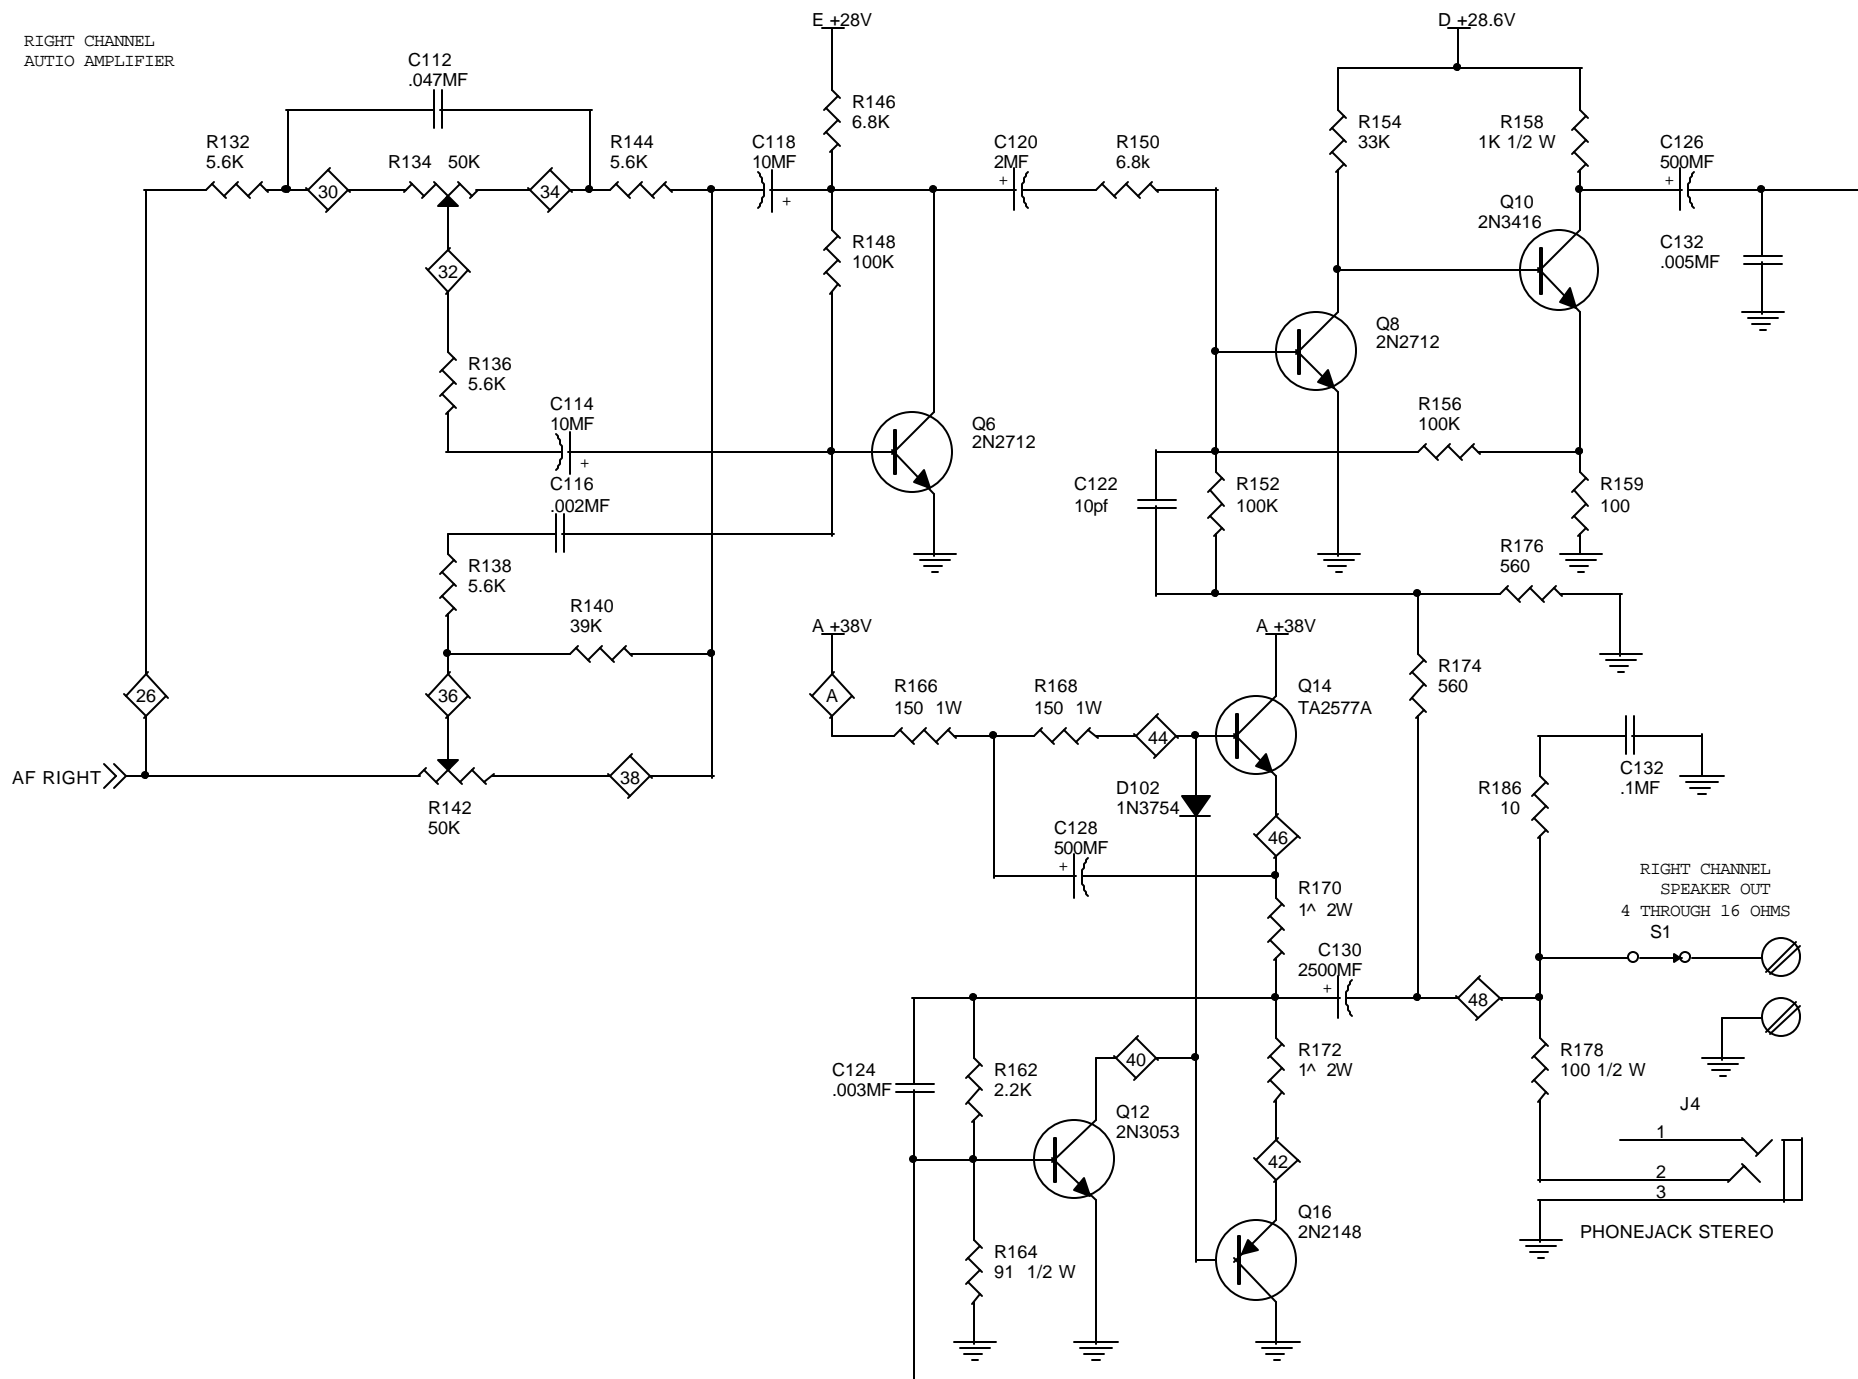 RIGHT CHANNEL
AUTIO AMPLIFIER
E +28V
D +28.6V
C112
.047MF
R132
5.6K
R134 50K
R144
5.6K
C118
10MF
+
R146
6.8K
C120
2MF
+
R150
6.8k
R154
33K
R158
1K 1/2 W
C126
500MF
+
30
34
Q10
2N3416
R148
100K
C132
.005MF
32
Q8
2N2712
R136
5.6K
C114
10MF
+
Q6
2N2712
R156
100K
C116
.002MF
C122
10pf
R152
100K
R159
100
R176
560
R138
5.6K
R140
39K
A +38V
A +38V
R174
560
26
36
A
R166
150 1W
R168
150 1W
44
Q14
TA2577A
AF RIGHT
R142
50K
38
D102
1N3754
C132
.1MF
R186
10
C128
500MF
+
46
R170
1^ 2W
RIGHT CHANNEL
SPEAKER OUT
4 THROUGH 16 OHMS
S1
C130
2500MF
+
48
C124
.003MF
R162
2.2K
40
R172
1^ 2W
R178
100 1/2 W
J4
Q12
2N3053
1
42
2
3
Q16
2N2148
PHONEJACK STEREO
R164
91 1/2 W